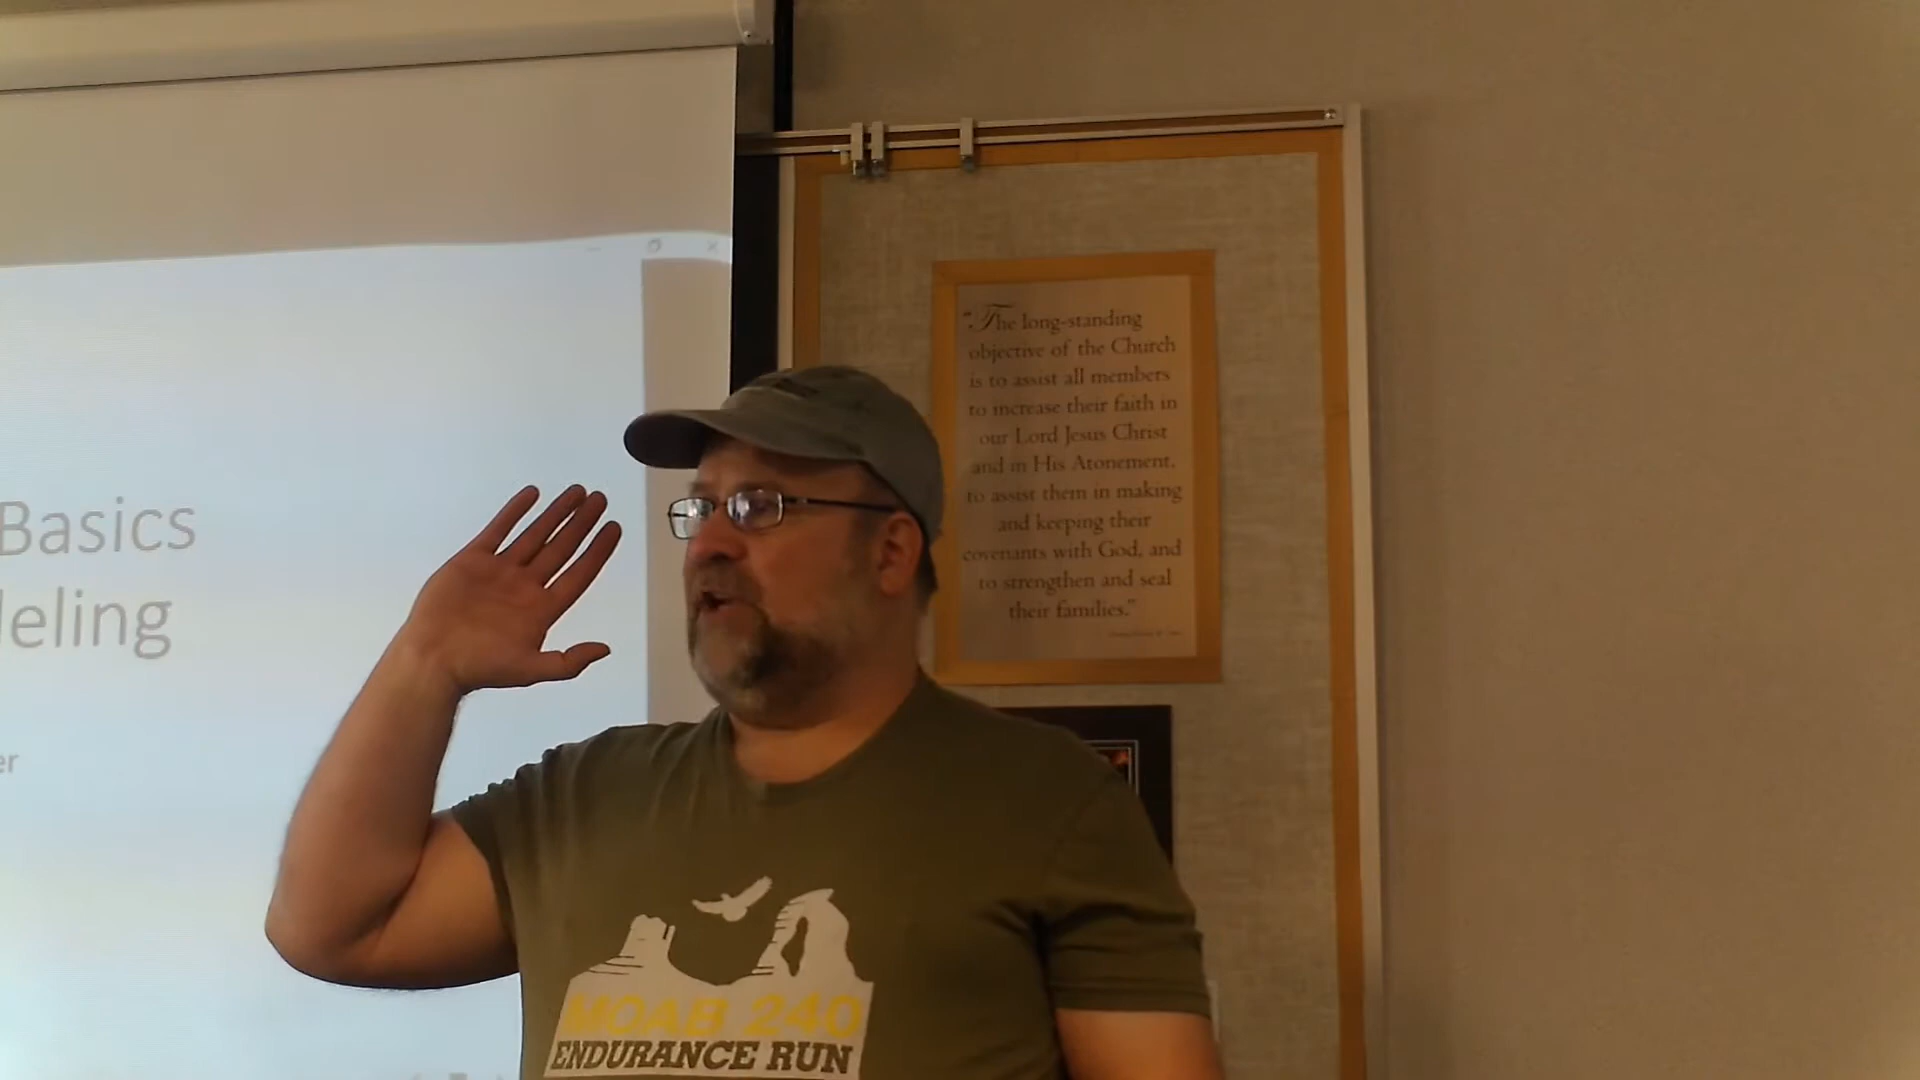 Basics
leling
er
"The long-standing
objective of the Church
is to assist all members
to increase their faith in
our Lord Jesus Christ
and in His Atonement,
to assist them in making
and keeping their
covenants with God, and
to strengthen and seal
their families."
MOAB 240
ENDURANCE RUN